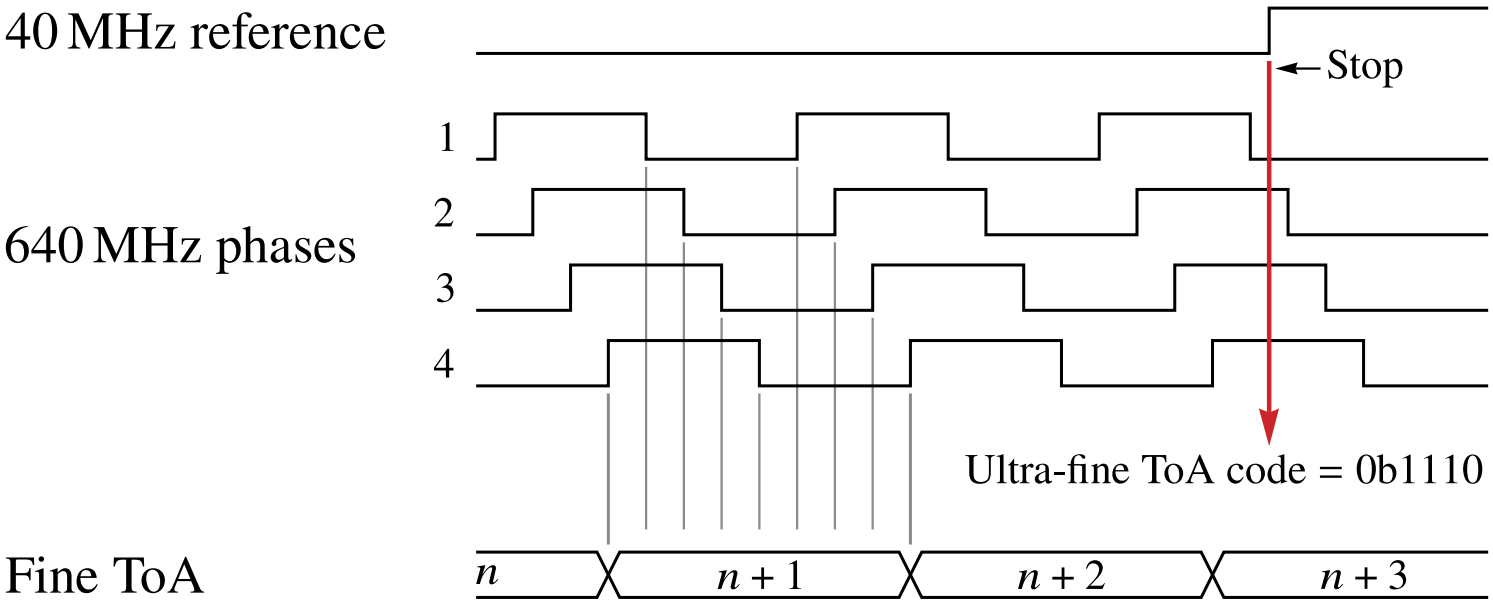 40 MHz reference
Stop
1
2
640 MHz phases
3
4
Ultra-fine ToA code = 0b1110
Fine ToA
n
n + 1
n + 2
n + 3